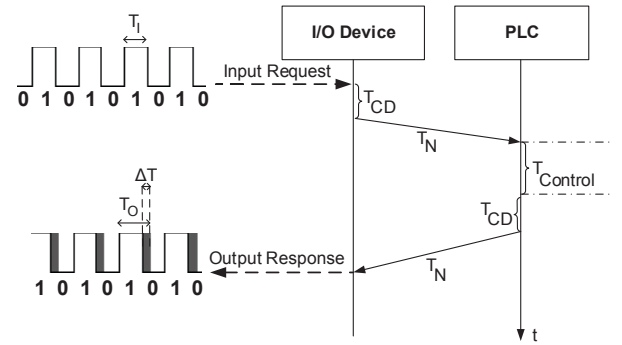 T_I
I/O Device
PLC
Input Request
0 1 0 1 0 1 0 1 0
T_CD
T_N
T_Control
ΔT
T_O
T_CD
Output Response
T_N
1 0 1 0 1 0 1 0
t